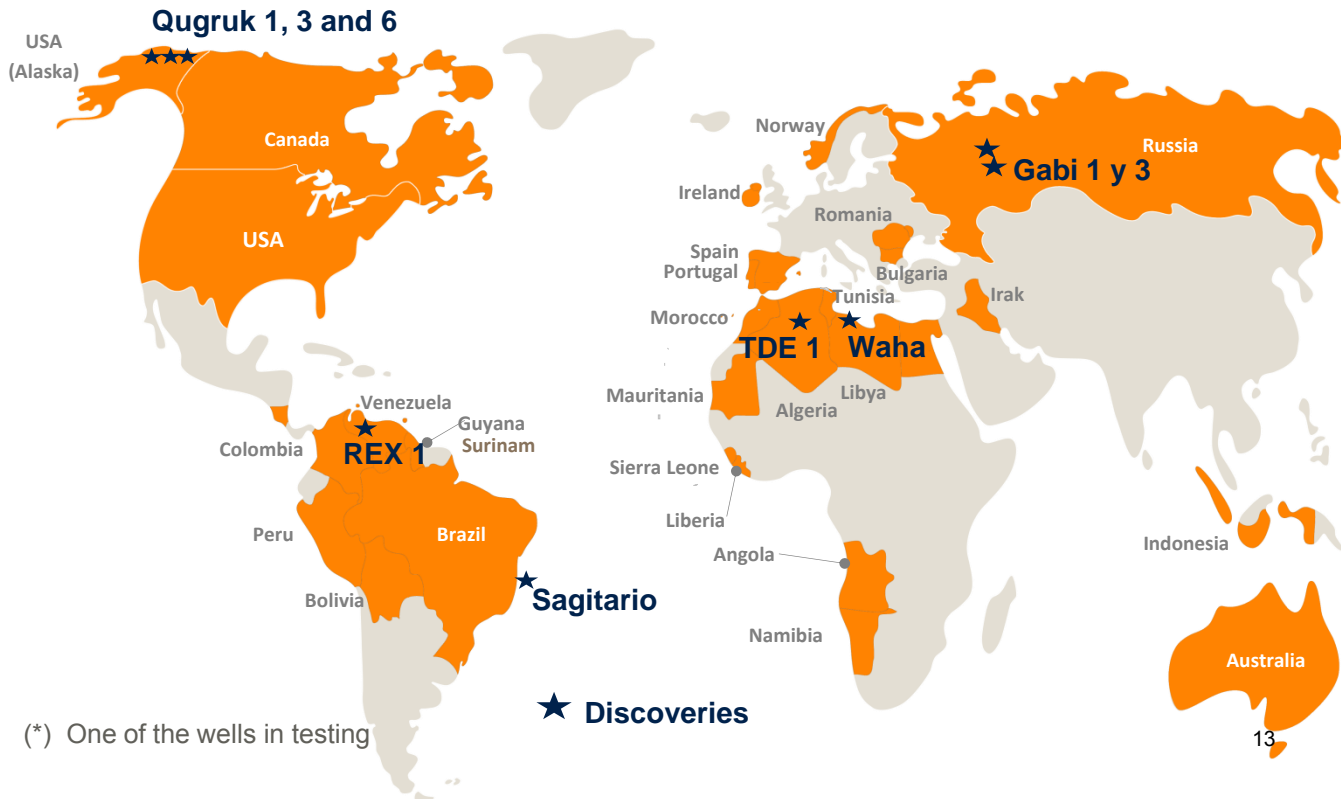 Qugruk 1, 3 and 6
USA
(Alaska)
Canada
USA
Norway
Russia
Gabi 1 y 3
Ireland
Romania
Spain
Portugal
Bulgaria
Tunisia
Irak
Morocco
TDE 1
Waha
Mauritania
Algeria
Libya
Venezuela
Guyana
Surinam
Colombia
REX 1
Sierra Leone
Liberia
Peru
Brazil
Angola
Indonesia
Bolivia
Sagitario
Namibia
Australia
Discoveries
(*) One of the wells in testing
13